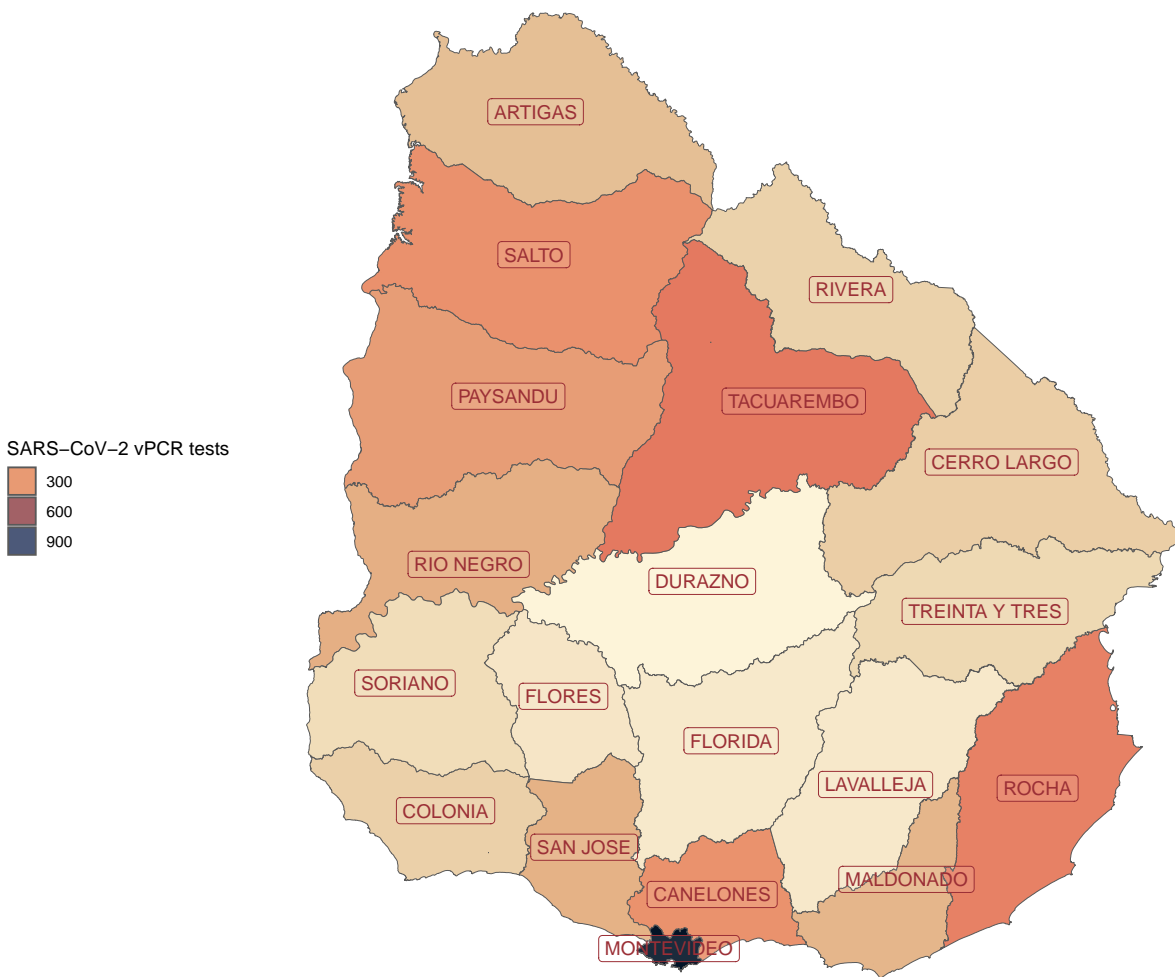 ARTIGAS
SALTO
RIVERA
PAYSANDU
TACUAREMBO
SARS−CoV−2 vPCR tests
300
600
900
CERRO LARGO
RIO NEGRO
DURAZNO
TREINTA Y TRES
SORIANO
FLORES
FLORIDA
LAVALLEJA
ROCHA
COLONIA
SAN JOSE
MALDONADO
CANELONES
MONTEVIDEO